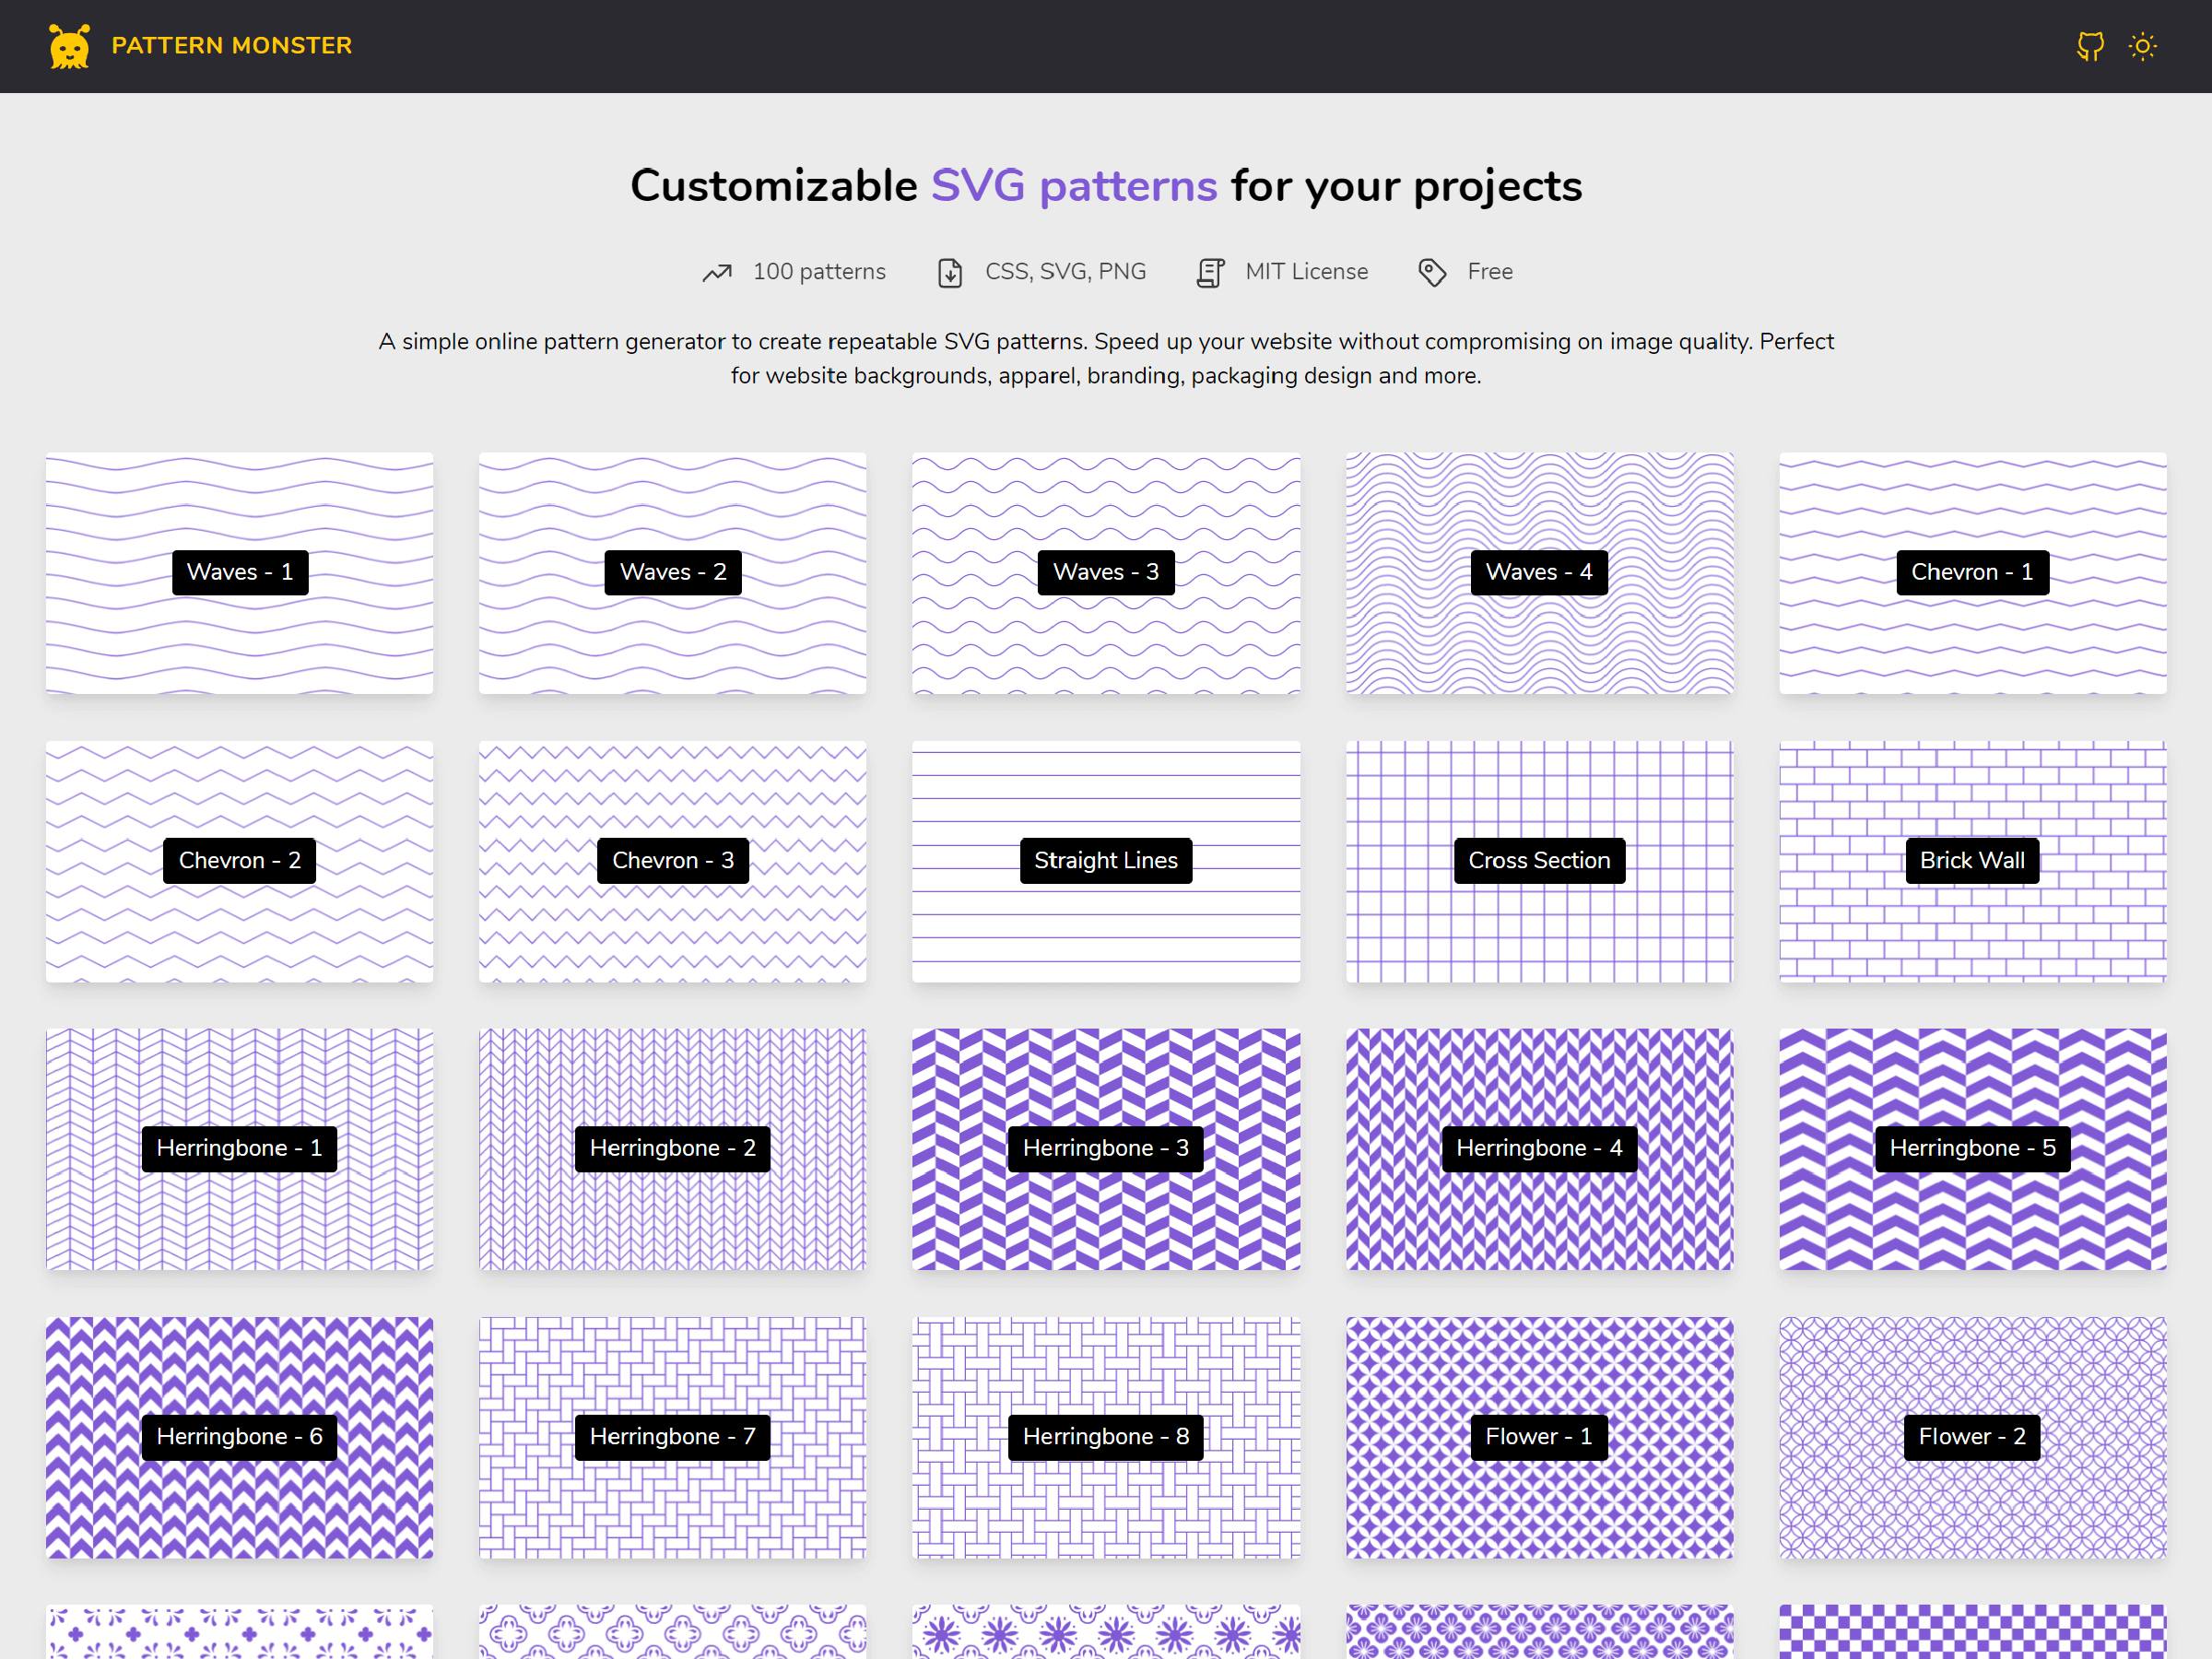 PATTERN MONSTER
Customizable SVG patterns for your projects
100 patterns
CSS, SVG, PNG
MIT License
Free
A simple online pattern generator to create repeatable SVG patterns. Speed up your website without compromising on image quality. Perfect
for website backgrounds, apparel, branding, packaging design and more.
Waves - 1
Waves - 2
Waves - 3
Waves - 4
Chevron - 1
Chevron - 2
Chevron - 3
Straight Lines
Cross Section
Brick Wall
Herringbone - 1
Herringbone - 2
Herringbone - 3
Herringbone - 4
Herringbone - 5
Herringbone - 6
Herringbone - 7
Herringbone - 8
Flower - 1
Flower - 2